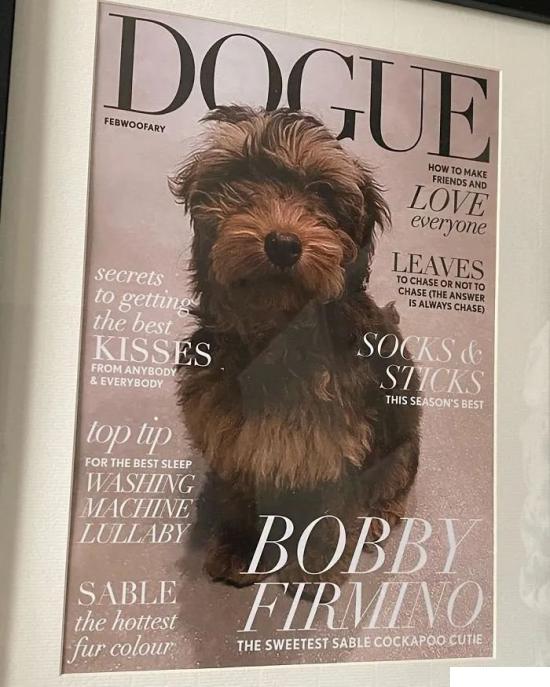 DOGUE
FEBWOOFARY
HOW TO MAKE
FRIENDS AND
LOVE
everyone
LEAVES
TO CHASE OR NOT TO
CHASE (THE ANSWER
IS ALWAYS CHASE)
secrets
to getting
the best
KISSES
FROM ANYBODY
& EVERYBODY
SOCKS &
STICKS
THIS SEASON'S BEST
top tip
FOR THE BEST SLEEP
WASHING
MACHINE
LULLABY
BOBBY
FIRMINO
THE SWEETEST SABLE COCKAPOO CUTIE
SABLE
the hottest
fur colour